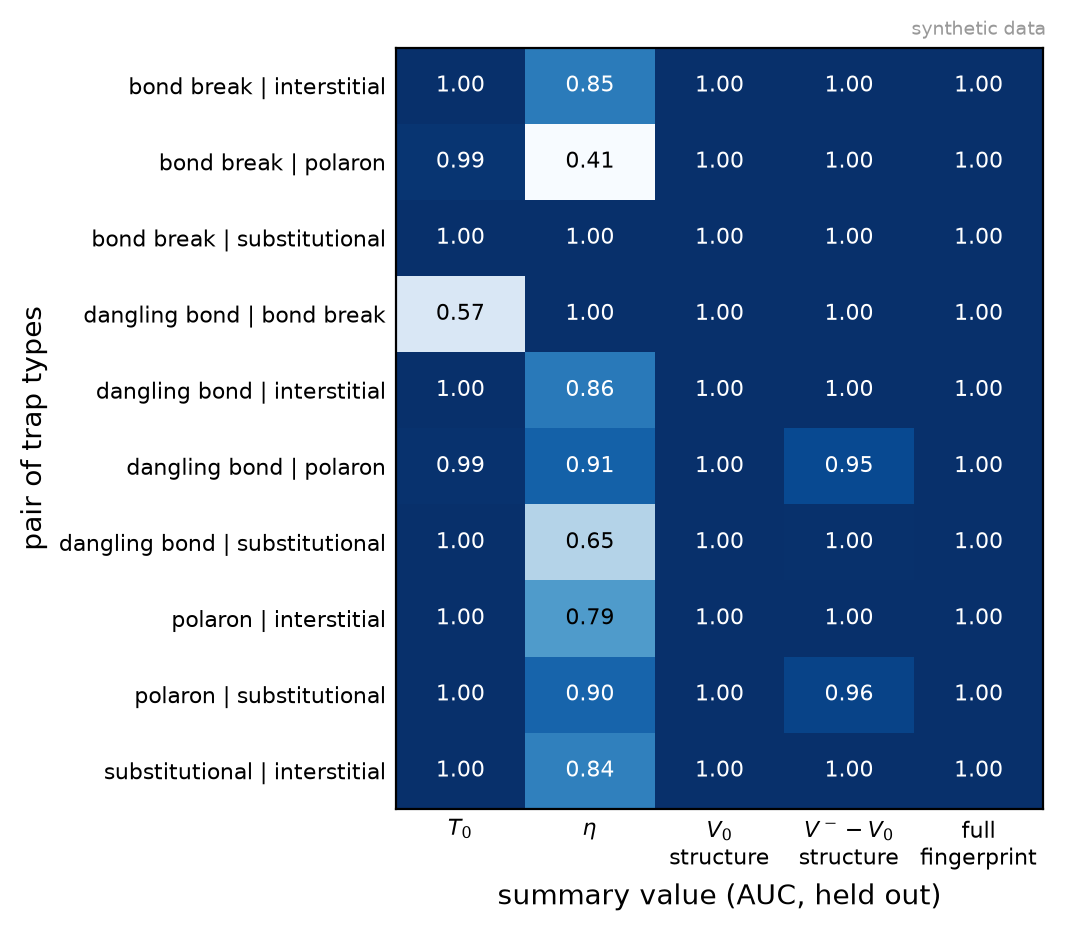 synthetic data
pair of trap types
bond break | interstitial 1.00 0.85 1.00 1.00 1.00
bond break | polaron 0.99 0.41 1.00 1.00 1.00
bond break | substitutional 1.00 1.00 1.00 1.00 1.00
dangling bond | bond break 0.57 1.00 1.00 1.00 1.00
dangling bond | interstitial 1.00 0.86 1.00 1.00 1.00
dangling bond | polaron 0.99 0.91 1.00 0.95 1.00
dangling bond | substitutional 1.00 0.65 1.00 1.00 1.00
polaron | interstitial 1.00 0.79 1.00 1.00 1.00
polaron | substitutional 1.00 0.90 1.00 0.96 1.00
substitutional | interstitial 1.00 0.84 1.00 1.00 1.00
T₀ η V₀ V⁻ − V₀ full
structure structure fingerprint
summary value (AUC, held out)